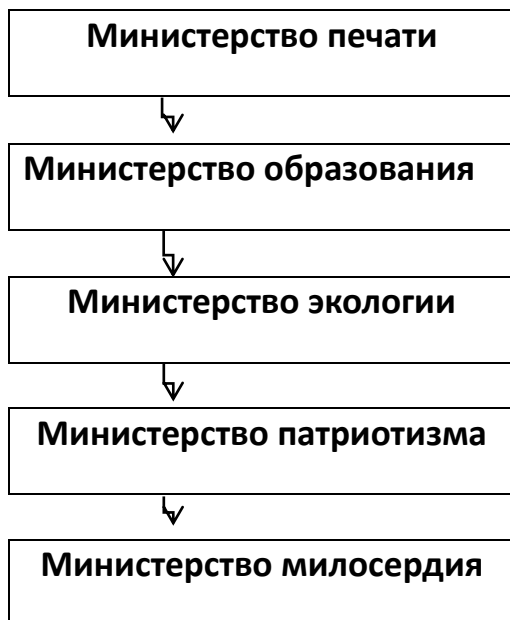 Министерство печати
Министерство образования
Министерство экологии
Министерство патриотизма
Министерство милосердия